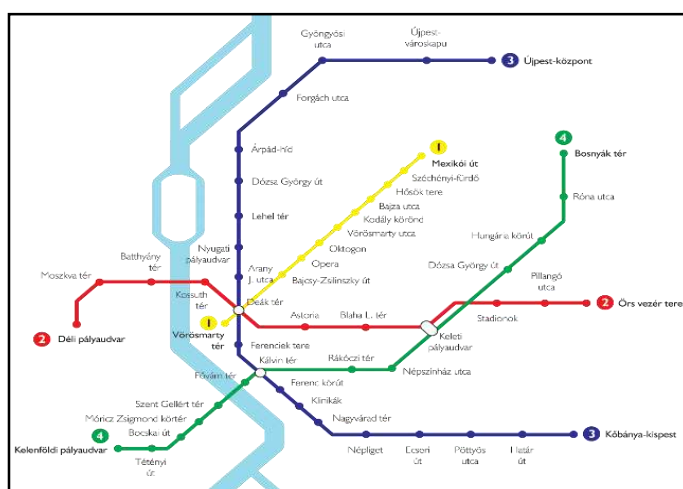 Gyöngyösi
utca
Újpest-
városkapu
3 Újpest-központ
Forgách utca
4
Bosnyák tér
Árpád-híd
1
Mexikói út
Széchényi-fürdő
Dózsa György út
Hősök tere
Róna utca
Bajza utca
Lehel tér
Kodály körönd
Vörösmarty utca
Hungária körút
Nyugati
pályaudvar
Oktogon
Batthyány
tér
Opera
Moszkva tér
Arany
J. utca
Bajcsy-Zsilinszky út
Dózsa György út
Pillangó
utca
Kossuth
tér
Deák tér
2 Örs vezér tere
Astoria
Blaha L. tér
Stadionok
1
Vörösmarty
tér
2
Déli pályaudvar
Keleti
pályaudvar
Ferenciek tere
Kálvin tér
Rákóczi tér
Népszínház utca
Fővám tér
Ferenc körút
Szent Gellért tér
Klinikák
Móricz Zsigmond körtér
Nagyvárad tér
Bocskai út
4
Kelenföldi pályaudvar
3 Kőbánya-kispest
Tétényi
út
Népliget
Ecseri
út
Pöttyös
utca
Határ
út